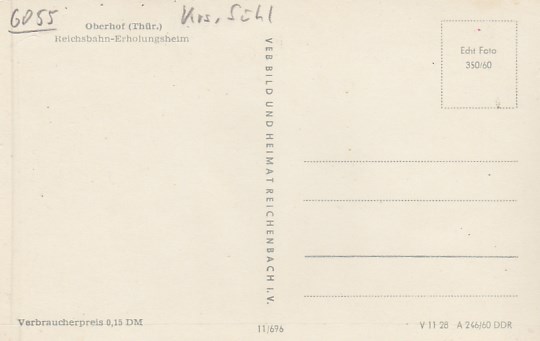 6055
Krs. Suhl
Oberhof (Thür.)
Reichsbahn-Erholungsheim
Echt Foto
350/60
VEB BILD UND HEIMAT REICHENBACH I. V.
Verbraucherpreis 0,15 DM
11/696
V 11 28 A 246/60 DDR